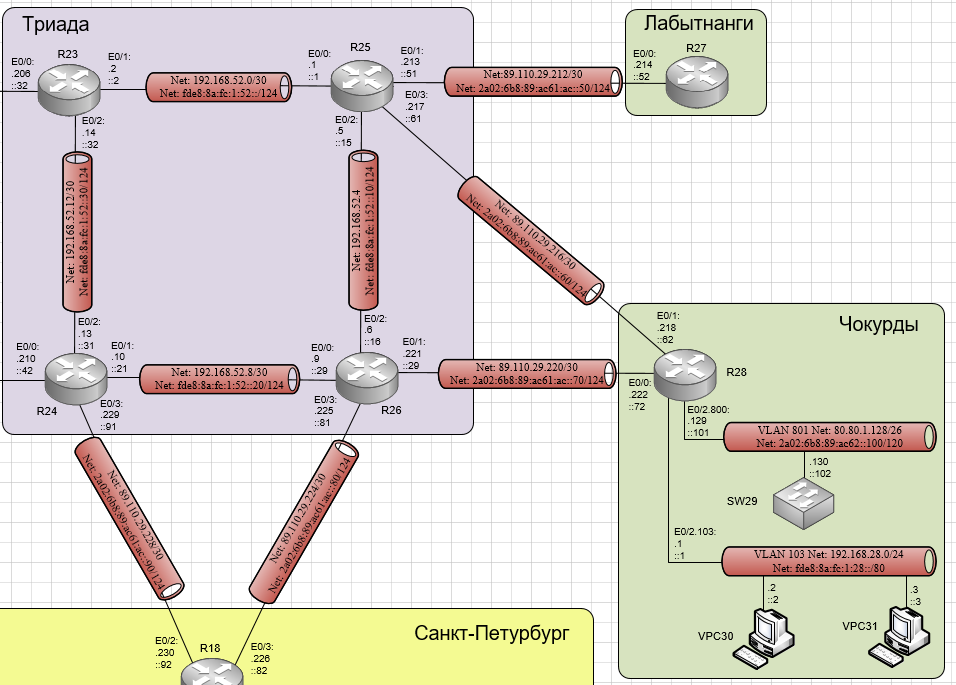 Триада
R23
E0/0:
.206
::32
E0/1:
.2
::2
Net: 192.168.52.0/30
Net: fde8:8a:fc:1:52::/124
E0/0:
.1
::1
R25
E0/1:
.213
::51
Net:89.110.29.212/30
Net: 2a02:6b8:89:ac61:ac::50/124
Лабытнанги
E0/0:
.214
::52
R27
E0/3:
.217
::61
E0/2:
.14
::32
E0/2:
.5
::15
Net: 192.168.52.12/30
Net: fde8:8a:fc:1:52::30/124
Net: 192.168.52.4
Net: fde8:8a:fc:1:52::10/124
Net: 89.110.29.216/30
Net: 2a02:6b8:89:ac61:ac::60/124
E0/2:
.13
::31
E0/2:
.6
::16
E0/0:
.210
::42
R24
E0/1:
.10
::21
Net: 192.168.52.8/30
Net: fde8:8a:fc:1:52::20/124
E0/0:
.9
::29
R26
E0/1:
.221
::29
Net: 89.110.29.220/30
Net: 2a02:6b8:89:ac61:ac::70/124
E0/3:
.229
::91
E0/3:
.225
::81
Чокурды
E0/1:
.218
::62
R28
E0/0:
.222
::72
E0/2.800:
.129
::101
VLAN 801 Net: 80.80.1.128/26
Net: 2a02:6b8:89:ac62::100/120
.130
::102
SW29
E0/2.103:
.1
::1
VLAN 103 Net: 192.168.28.0/24
Net: fde8:8a:fc:1:28::/80
.2
::2
.3
::3
VPC30
VPC31
Net: 89.110.29.228/30
Net: 2a02:6b8:89:ac61:ac::90/124
Net: 89.110.29.224/30
Net: 2a02:6b8:89:ac61:ac::80/124
Санкт-Петурбург
E0/2:
.230
::92
R18
E0/3:
.226
::82